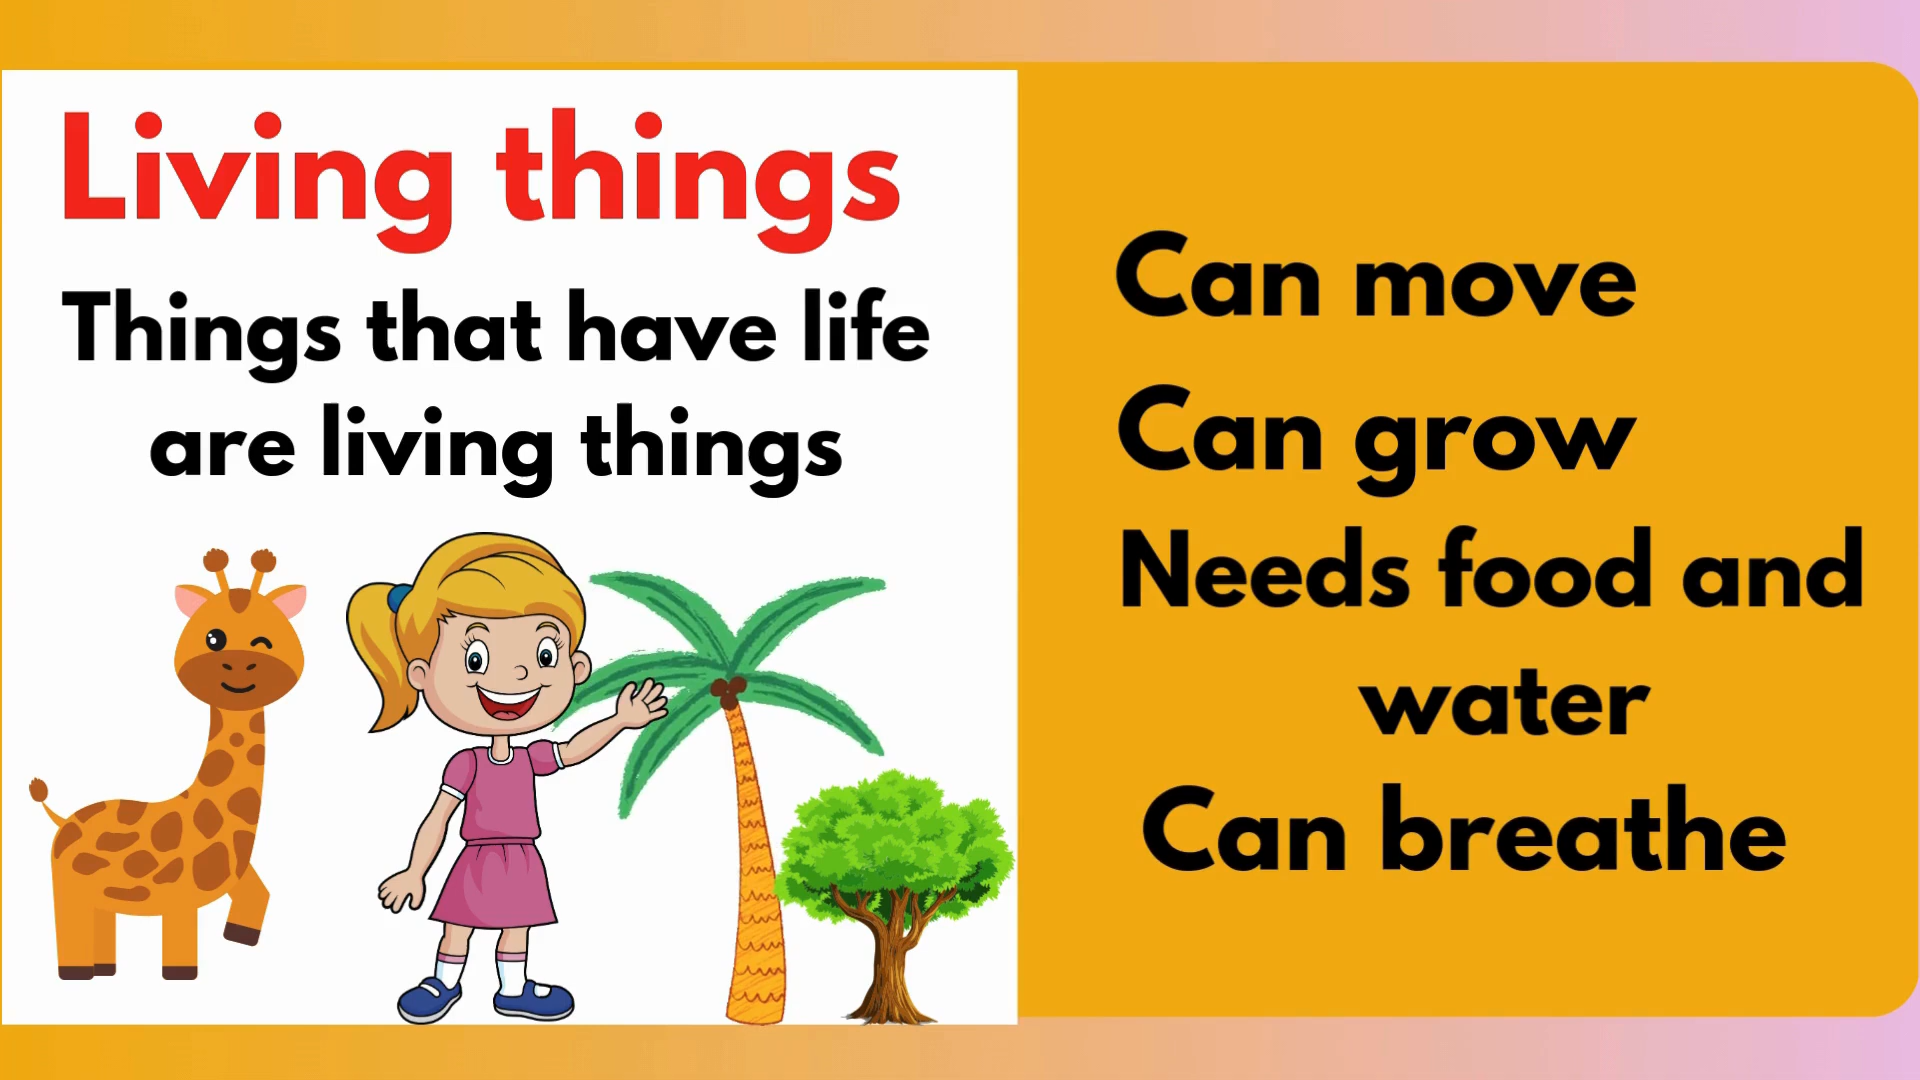 Living things
Things that have life
are living things
Can move
Can grow
Needs food and
water
Can breathe